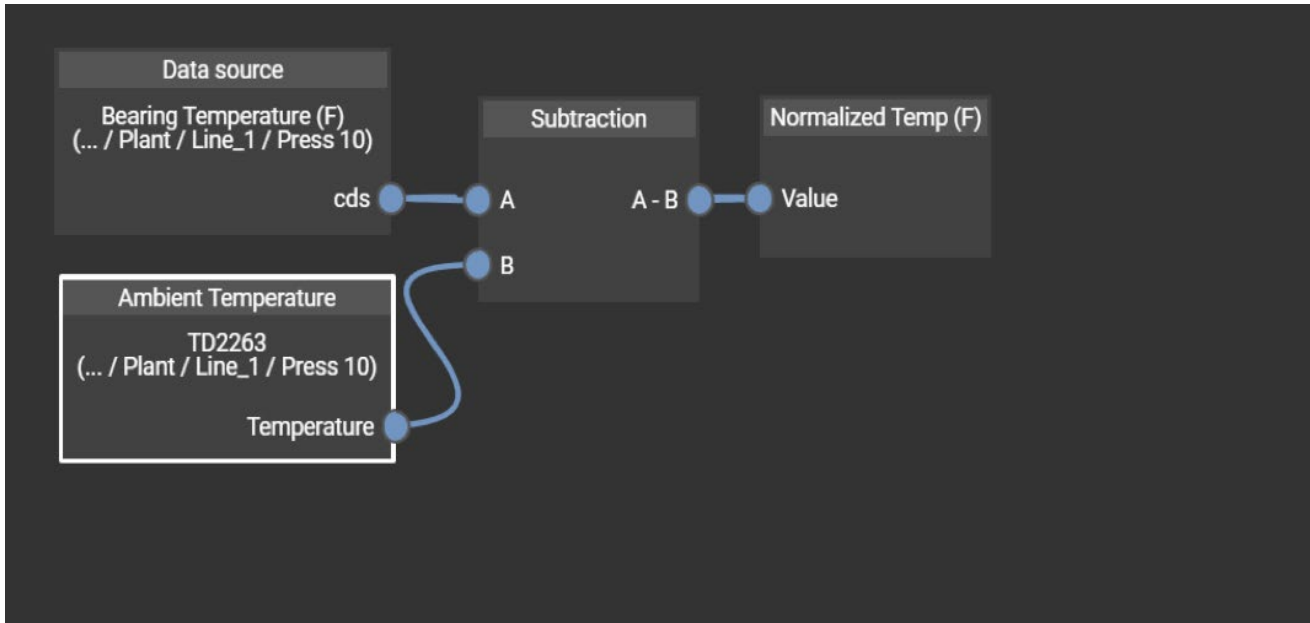 Data source
Bearing Temperature (F)
(... / Plant / Line_1 / Press 10)
cds
Ambient Temperature
TD2263
(... / Plant / Line_1 / Press 10)
Temperature
Subtraction
A
A - B
B
Normalized Temp (F)
Value